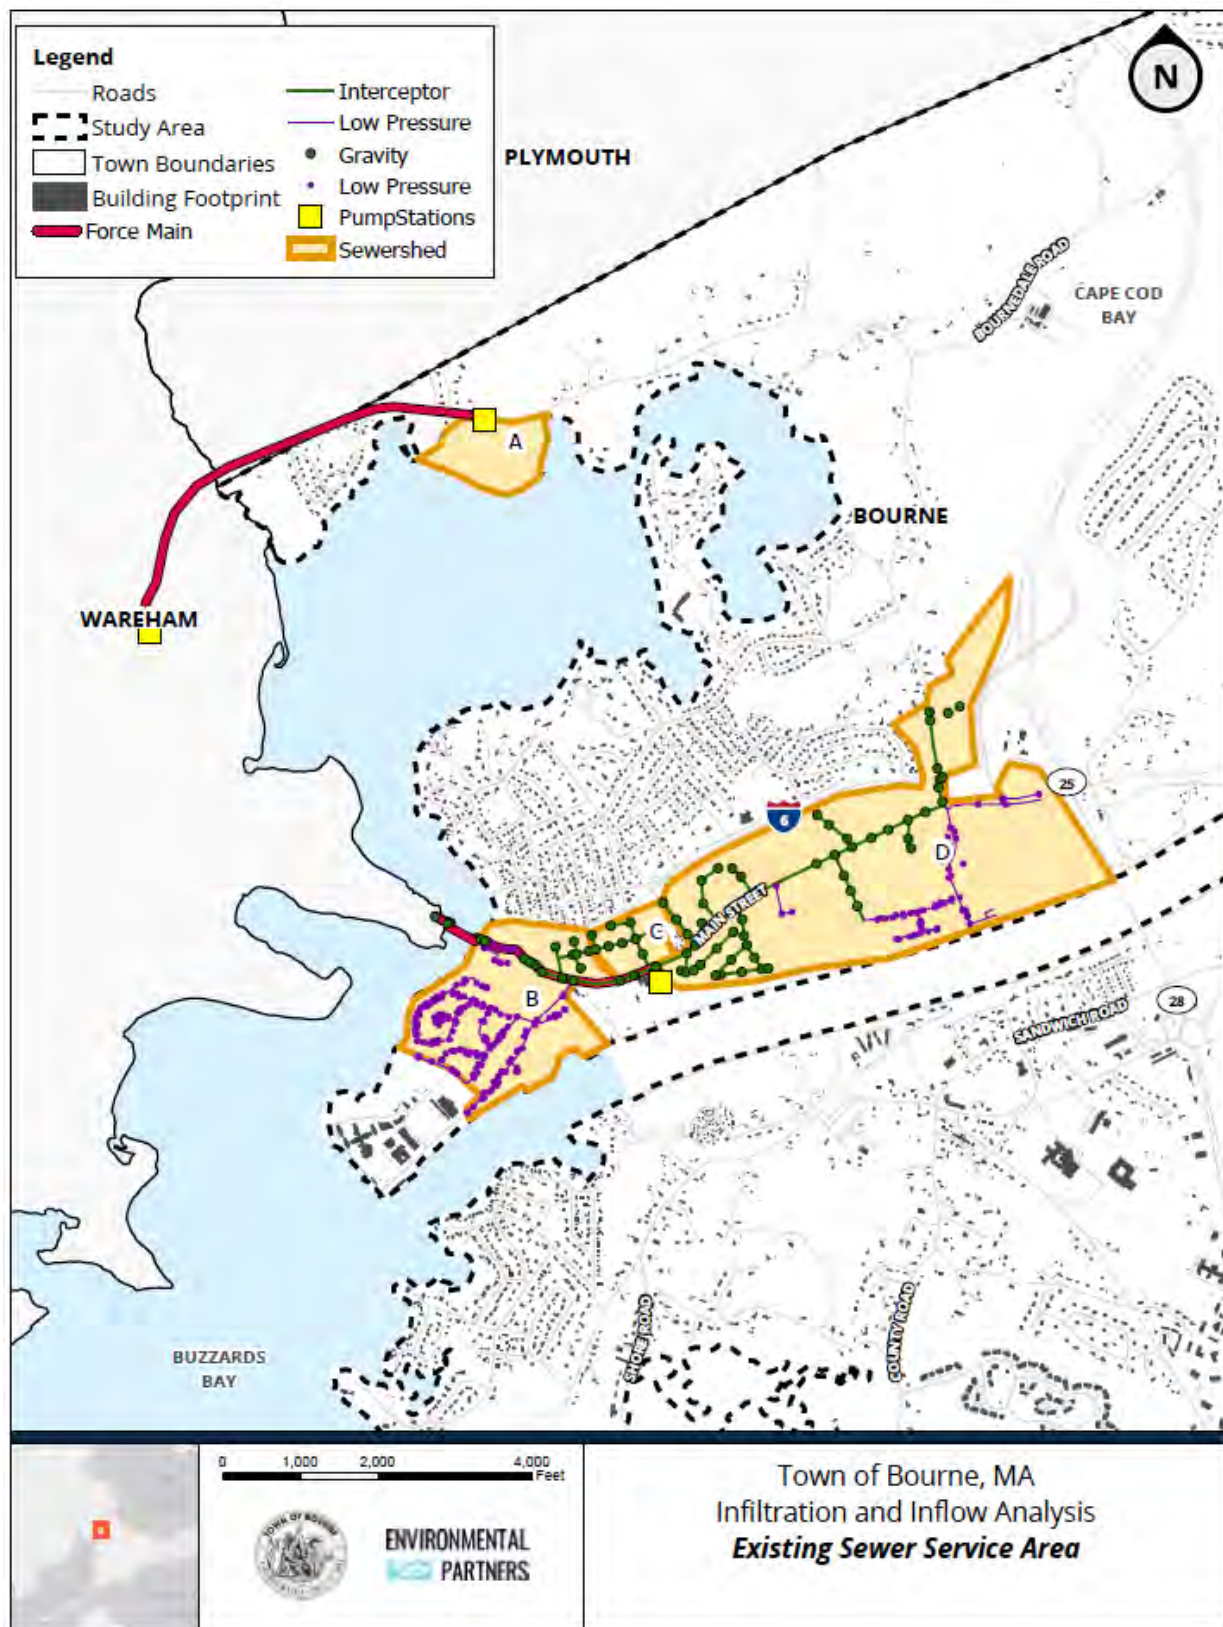 Legend
Roads
Study Area
Town Boundaries
Building Footprint
Force Main
Interceptor
Low Pressure
Gravity
Low Pressure
PumpStations
Sewershed
N
PLYMOUTH
BOURNEDALE ROAD
CAPE COD
BAY
A
BOURNE
WAREHAM
25
6
D
MAIN STREET
C
B
28
SANDWICH ROAD
SHORE ROAD
COUNTY ROAD
BUZZARDS
BAY
0 1,000 2,000 4,000
Feet
TOWN OF BOURNE
ENVIRONMENTAL
PARTNERS
Town of Bourne, MA
Infiltration and Inflow Analysis
Existing Sewer Service Area